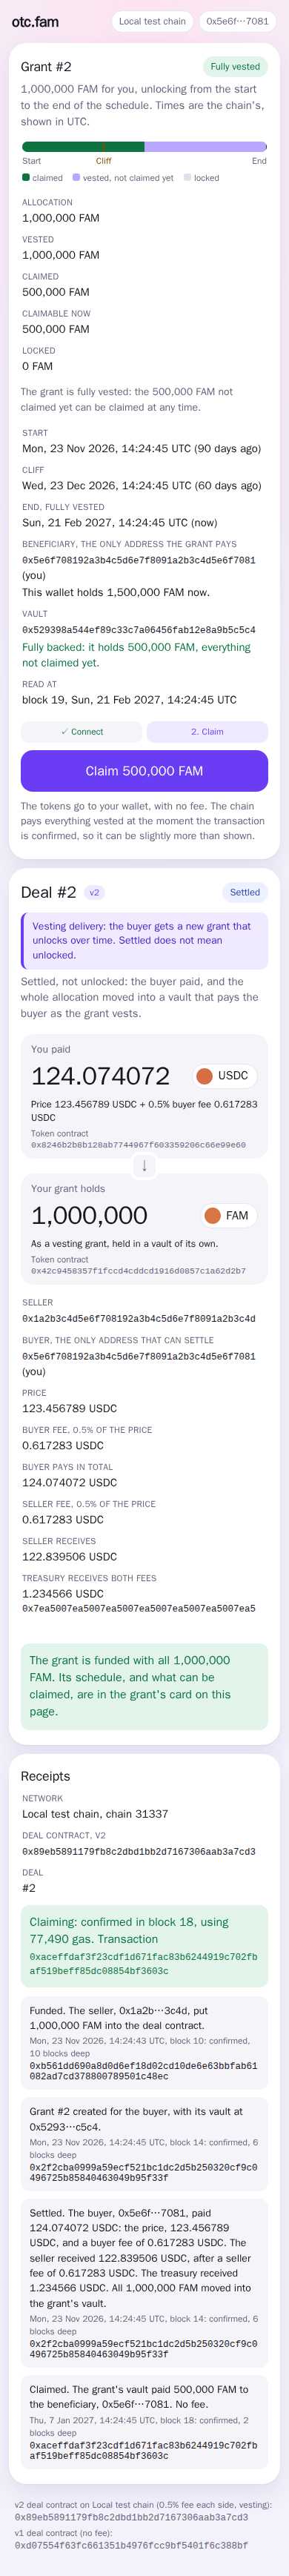 otc.fam
Local test chain
0x5e6f···7081
Grant #2
Fully vested
1,000,000 FAM for you, unlocking from the start
to the end of the schedule. Times are the chain's,
shown in UTC.
Start
Cliff
End
claimed
vested, not claimed yet
locked
ALLOCATION
1,000,000 FAM
VESTED
1,000,000 FAM
CLAIMED
500,000 FAM
CLAIMABLE NOW
500,000 FAM
LOCKED
0 FAM
The grant is fully vested: the 500,000 FAM not
claimed yet can be claimed at any time.
START
Mon, 23 Nov 2026, 14:24:45 UTC (90 days ago)
CLIFF
Wed, 23 Dec 2026, 14:24:45 UTC (60 days ago)
END, FULLY VESTED
Sun, 21 Feb 2027, 14:24:45 UTC (now)
BENEFICIARY, THE ONLY ADDRESS THE GRANT PAYS
0x5e6f708192a3b4c5d6e7f8091a2b3c4d5e6f7081
(you)
This wallet holds 1,500,000 FAM now.
VAULT
0x529398a544ef89c33c7a06456fab12e8a9b5c5c4
Fully backed: it holds 500,000 FAM, everything
not claimed yet.
READ AT
block 19, Sun, 21 Feb 2027, 14:24:45 UTC
✓ Connect
2. Claim
Claim 500,000 FAM
The tokens go to your wallet, with no fee. The chain
pays everything vested at the moment the transaction
is confirmed, so it can be slightly more than shown.
Deal #2
v2
Settled
Vesting delivery: the buyer gets a new grant that
unlocks over time. Settled does not mean
unlocked.
Settled, not unlocked: the buyer paid, and the
whole allocation moved into a vault that pays the
buyer as the grant vests.
You paid
124.074072
USDC
Price 123.456789 USDC + 0.5% buyer fee 0.617283
USDC
Token contract
0x8246b2b8b128ab7744967f603359206c66e99e60
↓
Your grant holds
1,000,000
FAM
As a vesting grant, held in a vault of its own.
Token contract
0x42c9458357f1fccd4cddcd1916d0857c1a62d2b7
SELLER
0x1a2b3c4d5e6f708192a3b4c5d6e7f8091a2b3c4d
BUYER, THE ONLY ADDRESS THAT CAN SETTLE
0x5e6f708192a3b4c5d6e7f8091a2b3c4d5e6f7081
(you)
PRICE
123.456789 USDC
BUYER FEE, 0.5% OF THE PRICE
0.617283 USDC
BUYER PAYS IN TOTAL
124.074072 USDC
SELLER FEE, 0.5% OF THE PRICE
0.617283 USDC
SELLER RECEIVES
122.839506 USDC
TREASURY RECEIVES BOTH FEES
1.234566 USDC
0x7ea5007ea5007ea5007ea5007ea5007ea5007ea5
The grant is funded with all 1,000,000
FAM. Its schedule, and what can be
claimed, are in the grant's card on this
page.
Receipts
NETWORK
Local test chain, chain 31337
DEAL CONTRACT, V2
0x89eb5891179fb8c2dbd1bb2d7167306aab3a7cd3
DEAL
#2
Claiming: confirmed in block 18, using
77,490 gas. Transaction
0xaceffdaf3f23cdf1d671fac83b6244919c702fb
af519beff85dc08854bf3603c
Funded. The seller, 0x1a2b···3c4d, put
1,000,000 FAM into the deal contract.
Mon, 23 Nov 2026, 14:24:43 UTC, block 10: confirmed,
10 blocks deep
0xb561dd690a8d0d6ef18d02cd10de6e63bbfab61
082ad7cd378800789501c48ec
Grant #2 created for the buyer, with its vault at
0x5293···c5c4.
Mon, 23 Nov 2026, 14:24:45 UTC, block 14: confirmed, 6
blocks deep
0x2f2cba0999a59ecf521bc1dc2d5b250320cf9c0
496725b85840463049b95f33f
Settled. The buyer, 0x5e6f···7081, paid
124.074072 USDC: the price, 123.456789
USDC, and a buyer fee of 0.617283 USDC. The
seller received 122.839506 USDC, after a seller
fee of 0.617283 USDC. The treasury received
1.234566 USDC. All 1,000,000 FAM moved into
the grant's vault.
Mon, 23 Nov 2026, 14:24:45 UTC, block 14: confirmed, 6
blocks deep
0x2f2cba0999a59ecf521bc1dc2d5b250320cf9c0
496725b85840463049b95f33f
Claimed. The grant's vault paid 500,000 FAM to
the beneficiary, 0x5e6f···7081. No fee.
Thu, 7 Jan 2027, 14:24:45 UTC, block 18: confirmed, 2
blocks deep
0xaceffdaf3f23cdf1d671fac83b6244919c702fb
af519beff85dc08854bf3603c
v2 deal contract on Local test chain (0.5% fee each side, vesting):
0x89eb5891179fb8c2dbd1bb2d7167306aab3a7cd3
v1 deal contract (no fee):
0xd07554f63fc661351b4976fcc9bf5401f6c388bf